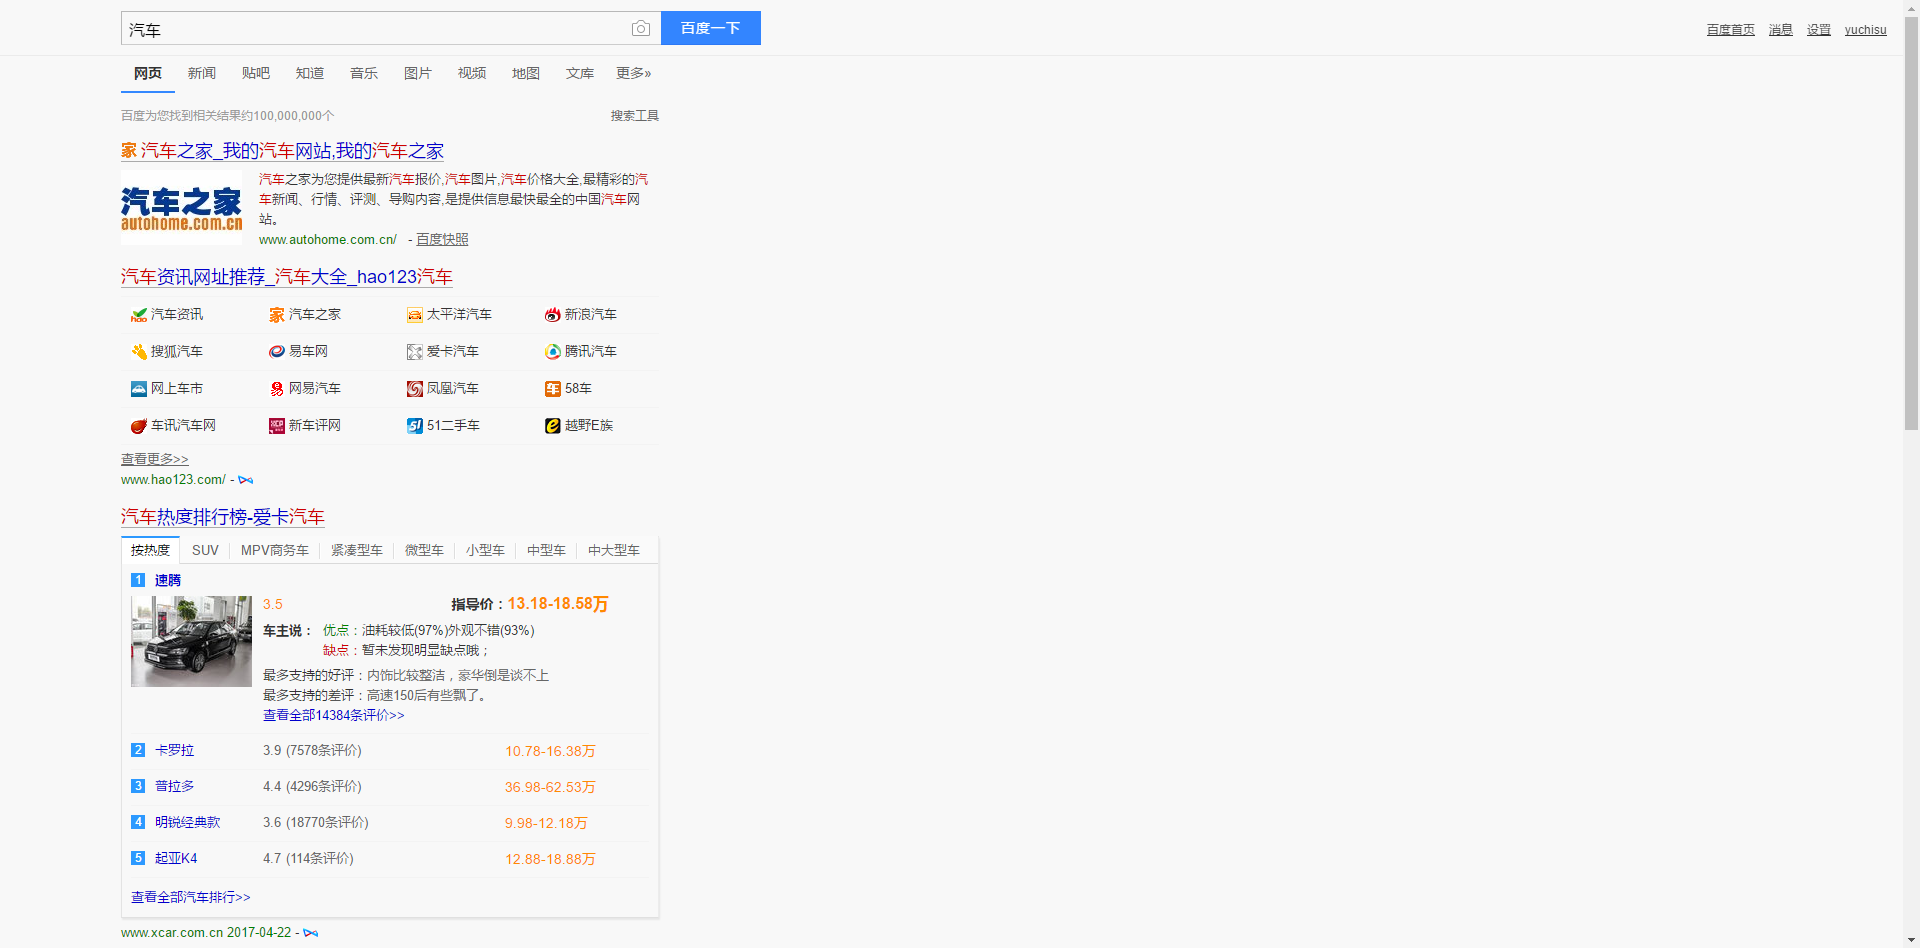 汽车
百度一下
百度首页 消息 设置 yuchisu
网页 新闻 贴吧 知道 音乐 图片 视频 地图 文库 更多»
百度为您找到相关结果约100,000,000个 搜索工具
家 汽车之家_我的汽车网站,我的汽车之家
汽车之家
autohome.com.cn
汽车之家为您提供最新汽车报价,汽车图片,汽车价格大全,最精彩的汽
车新闻、行情、评测、导购内容,是提供信息最快最全的中国汽车网
站。
www.autohome.com.cn/ - 百度快照
汽车资讯网址推荐_汽车大全_hao123汽车
hao 汽车资讯 家 汽车之家 太平洋汽车 新浪汽车
搜狐汽车 易车网 爱卡汽车 腾讯汽车
网上车市 易 网易汽车 凤凰汽车 车 58车
车讯汽车网 XCP 新车评网 51 51二手车 e 越野E族
查看更多>>
www.hao123.com/ -
汽车热度排行榜-爱卡汽车
按热度 SUV MPV商务车 紧凑型车 微型车 小型车 中型车 中大型车
1 速腾
3.5 指导价：13.18-18.58万
车主说： 优点：油耗较低(97%)外观不错(93%)
缺点：暂未发现明显缺点哦；
最多支持的好评：内饰比较整洁，豪华倒是谈不上
最多支持的差评：高速150后有些飘了。
查看全部14384条评价>>
2 卡罗拉 3.9 (7578条评价) 10.78-16.38万
3 普拉多 4.4 (4296条评价) 36.98-62.53万
4 明锐经典款 3.6 (18770条评价) 9.98-12.18万
5 起亚K4 4.7 (114条评价) 12.88-18.88万
查看全部汽车排行>>
www.xcar.com.cn 2017-04-22 -